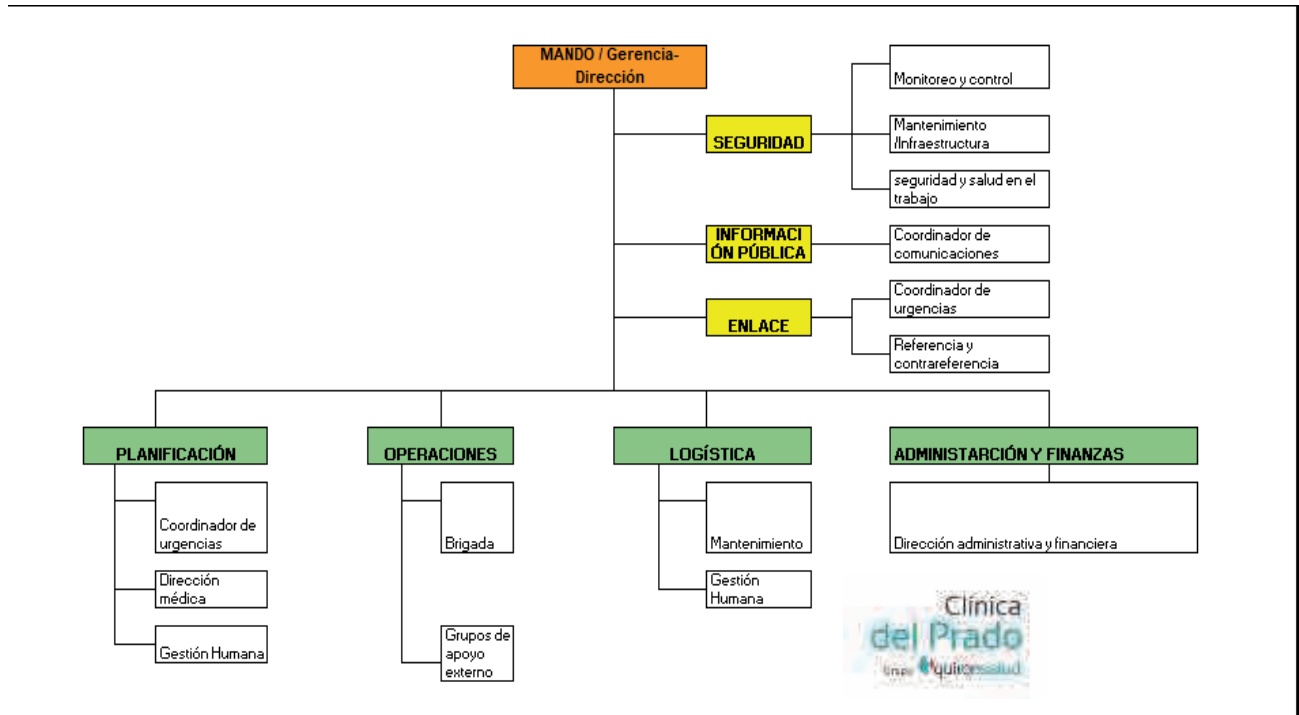 MANDO / Gerencia-
Dirección
Monitoreo y control
SEGURIDAD
Mantenimiento
/Infraestructura
seguridad y salud en el
trabajo
INFORMACI
ÓN PÚBLICA
Coordinador de
comunicaciones
ENLACE
Coordinador de
urgencias
Referencia y
contrareferencia
PLANIFICACIÓN
Coordinador de
urgencias
Dirección
médica
Gestión Humana
OPERACIONES
Brigada
Grupos de
apoyo
externo
LOGÍSTICA
Mantenimiento
Gestión
Humana
ADMINISTARCIÓN Y FINANZAS
Dirección administrativa y financiera
Clínica
del Prado
quirónsalud